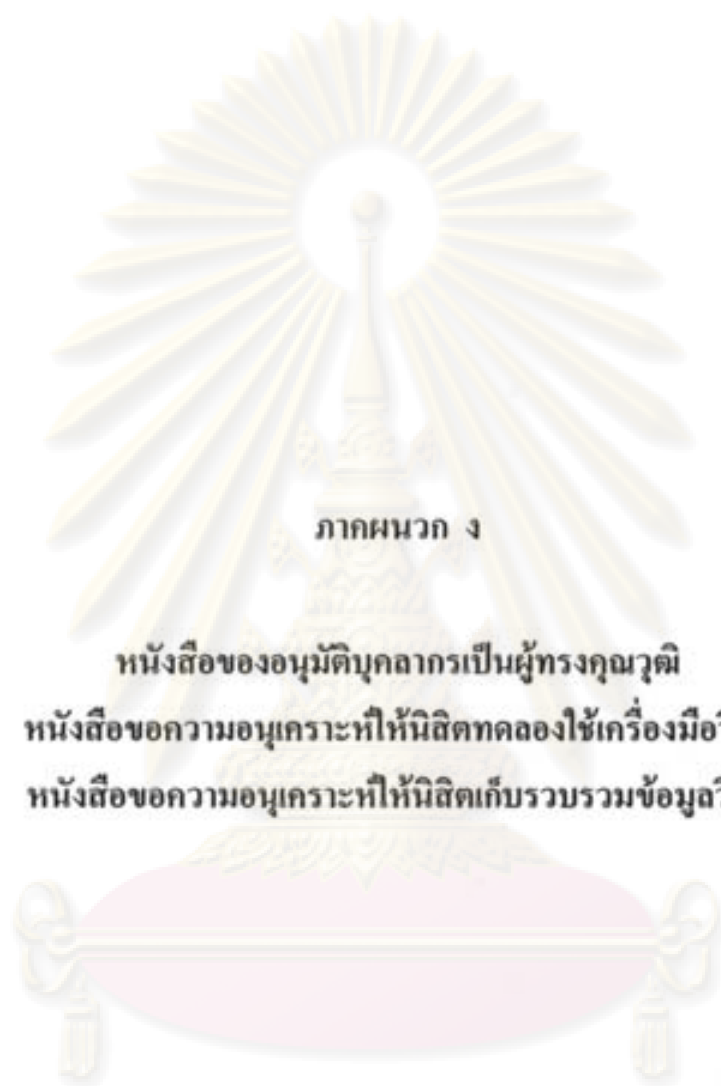 ภาคผนวก ง
หนังสือของอนุมัติบุคลากรเป็นผู้ทรงคุณวุฒิ
หนังสือขอความอนุเคราะห์ให้นิสิตทดลองใช้เครื่องมือ
หนังสือขอความอนุเคราะห์ให้นิสิตเก็บรวบรวมข้อมูล